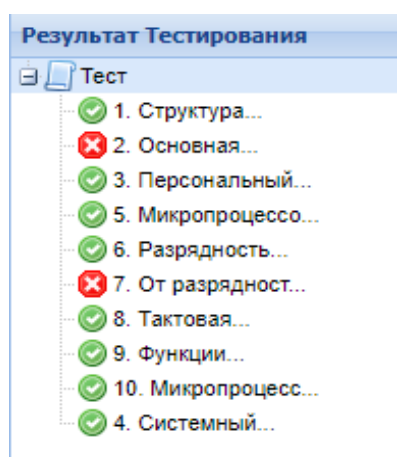 Результат Тестирования
Тест
1. Структура...
2. Основная...
3. Персональный...
5. Микропроцессо...
6. Разрядность...
7. От разрядност...
8. Тактовая...
9. Функции...
10. Микропроцесс...
4. Системный...